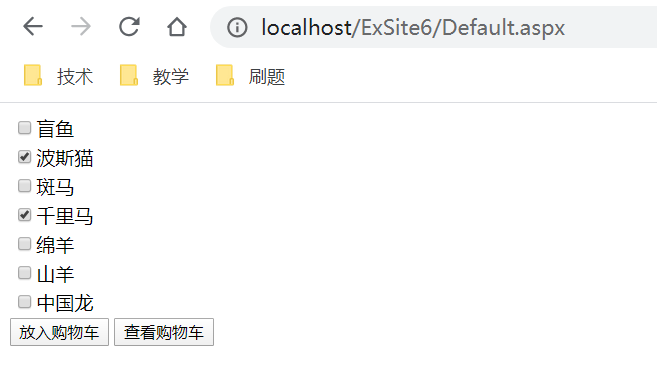 localhost/ExSite6/Default.aspx
技术 教学 刷题
盲鱼
波斯猫
斑马
千里马
绵羊
山羊
中国龙
放入购物车 查看购物车